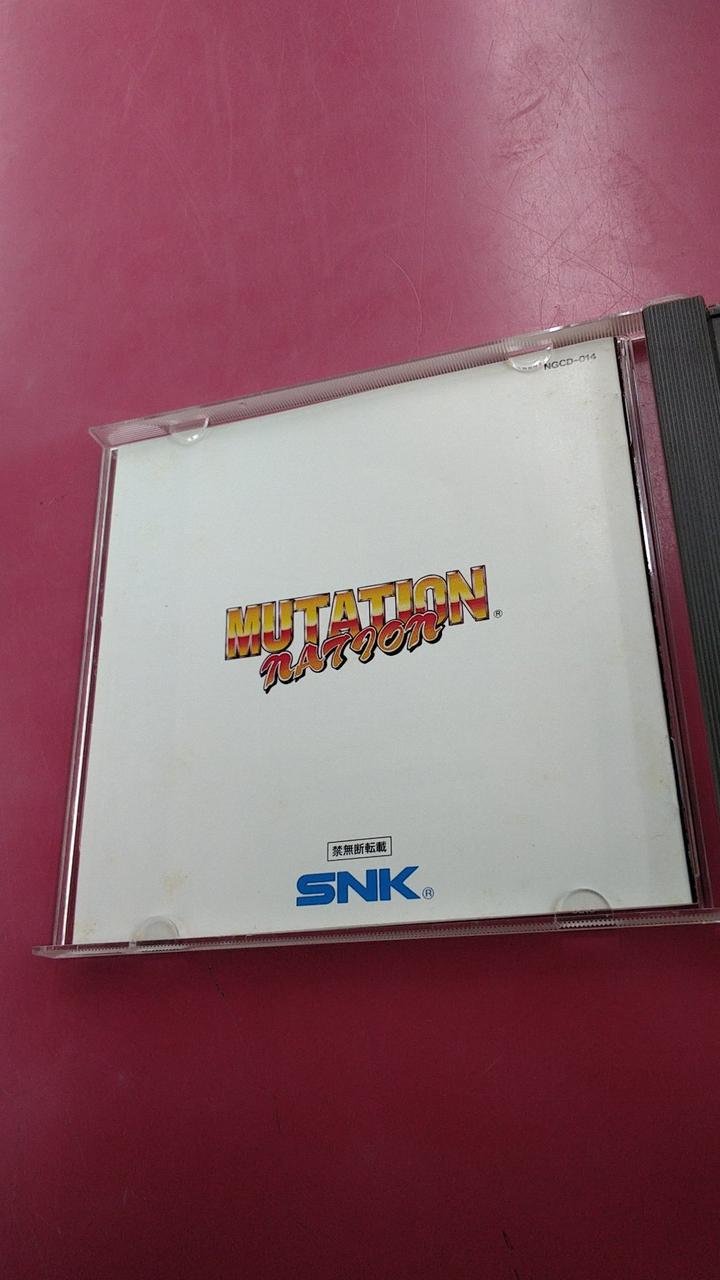 NGCD-014
MUTATION®
NATION
禁無断転載
SNK®